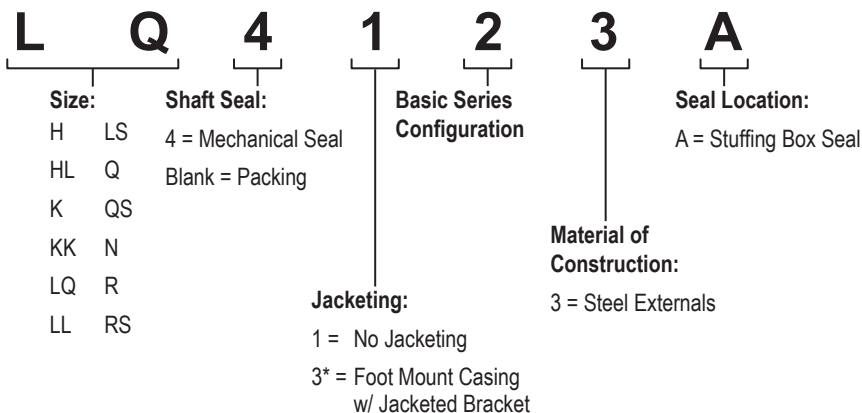 L Q 4 1 2 3 A
Size:
H LS
HL Q
K QS
KK N
LQ R
LL RS
Shaft Seal:
4 = Mechanical Seal
Blank = Packing
Jacketing:
1 = No Jacketing
3* = Foot Mount Casing
w/ Jacketed Bracket
Basic Series
Configuration
Material of
Construction:
3 = Steel Externals
Seal Location:
A = Stuffing Box Seal